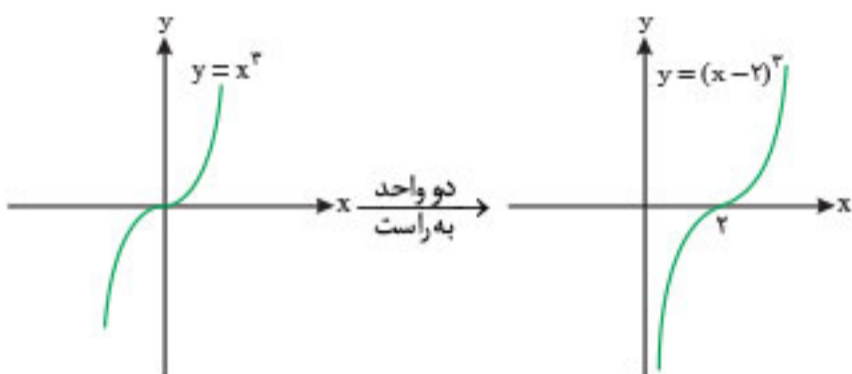 y
y = x³
x
دو واحد
به راست
y
y = (x − ۲)³
x
۲